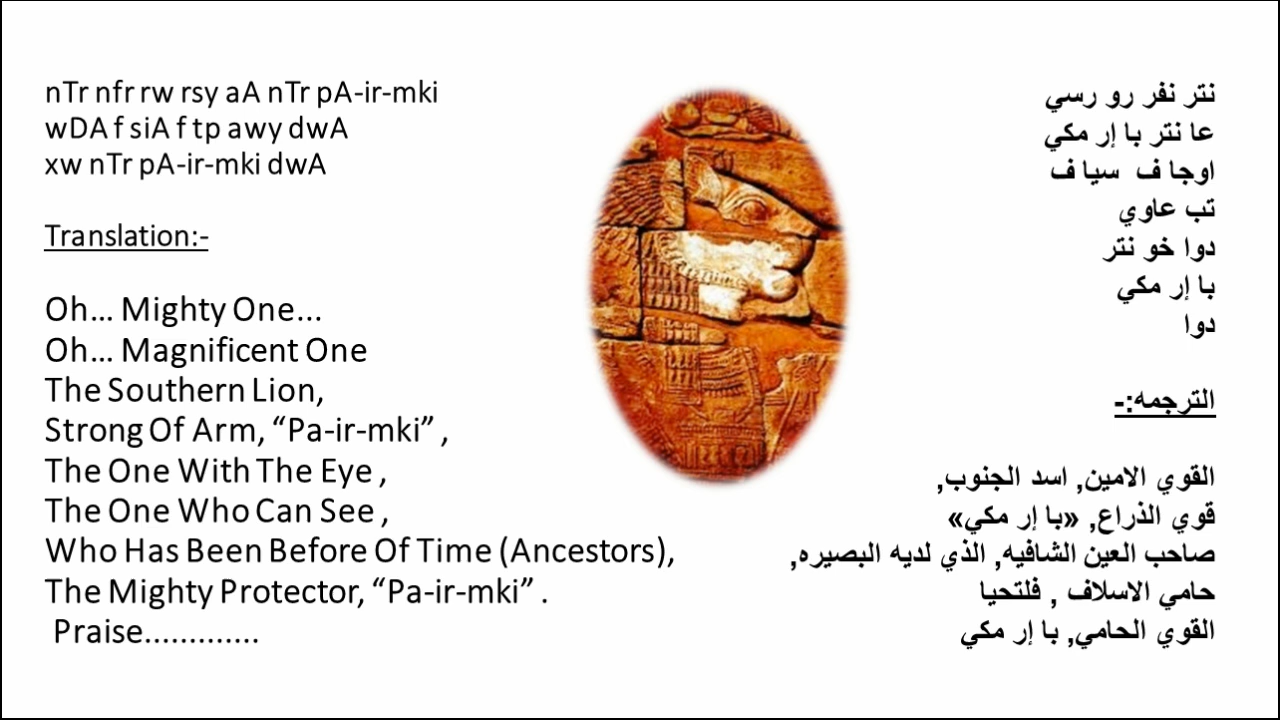 nTr nfr rw rsy aA nTr pA-ir-mki
wDA f siA f tp awy dwA
xw nTr pA-ir-mki dwA
Translation:-
Oh... Mighty One...
Oh... Magnificent One
The Southern Lion,
Strong Of Arm, “Pa-ir-mki” ,
The One With The Eye ,
The One Who Can See ,
Who Has Been Before Of Time (Ancestors),
The Mighty Protector, “Pa-ir-mki” .
Praise.............
نتر نفر رو رسي
عا نتر با إر مكي
اوجا ف سيا ف
تب عاوي
دوا خو نتر
با إر مكي
دوا
الترجمه:-
القوي الامين, اسد الجنوب,
قوي الذراع, «با إر مكي»
صاحب العين الشافيه, الذي لديه البصيره,
حامي الاسلاف , فلتحيا
القوي الحامي, با إر مكي